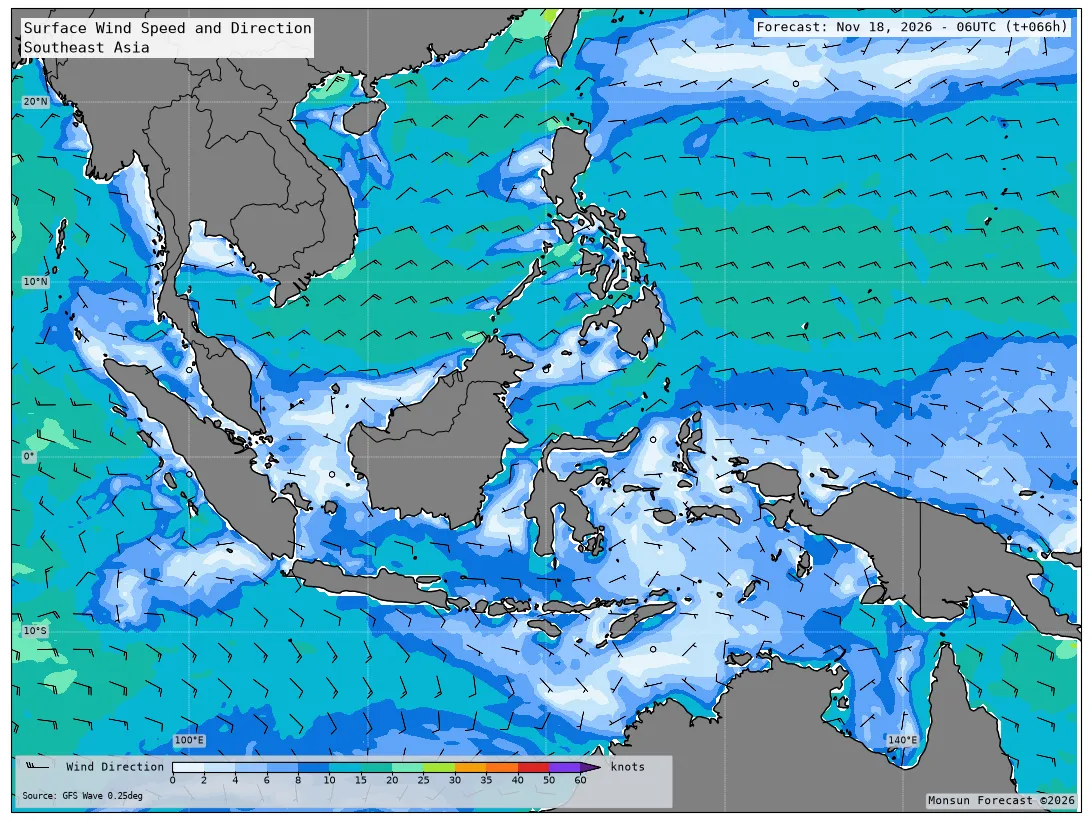 Surface Wind Speed and Direction
Southeast Asia
Forecast: Nov 18, 2026 - 06UTC (t+066h)
20°N
10°N
0°
10°S
100°E
140°E
Wind Direction
0 2 4 6 8 10 15 20 25 30 35 40 50 60
knots
Source: GFS Wave 0.25deg
Monsun Forecast ©2026